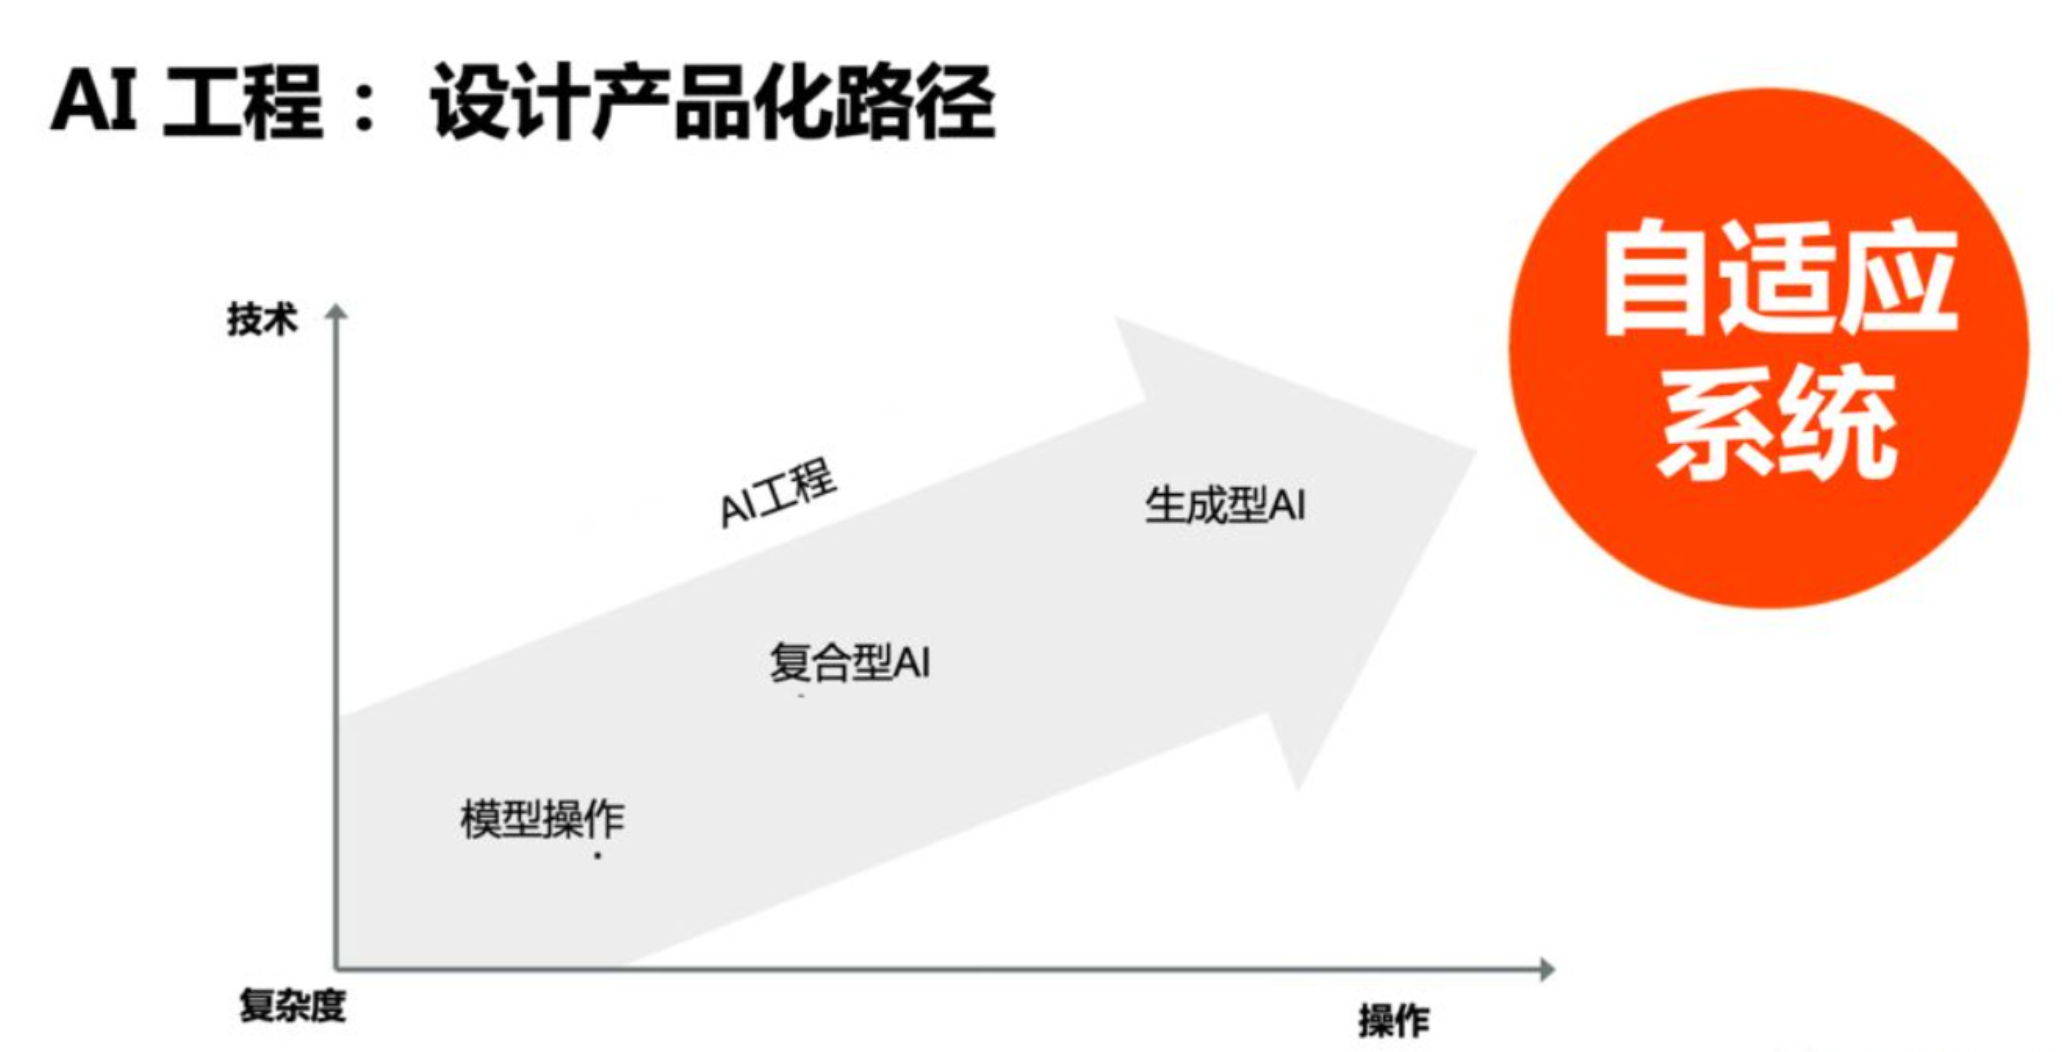 AI 工程： 设计产品化路径
自适应
系统
技术
AI工程
生成型AI
复合型AI
模型操作
复杂度
操作